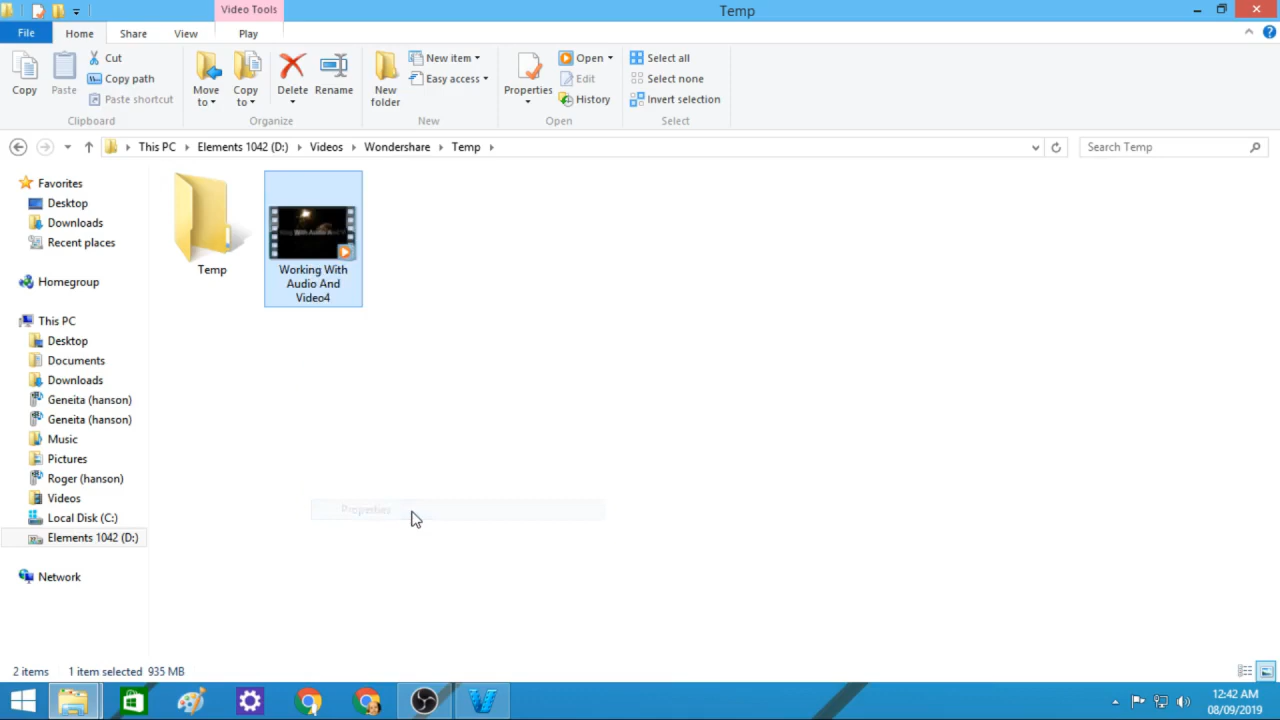 Video Tools
Temp
File
Home
Share
View
Play
Copy
Paste
Cut
Copy path
Paste shortcut
Clipboard
Move to
Copy to
Delete
Rename
Organize
New folder
New item
Easy access
New
Properties
Open
Edit
History
Open
Select all
Select none
Invert selection
Select
This PC
Elements 1042 (D:)
Videos
Wondershare
Temp
Search Temp
Favorites
Desktop
Downloads
Recent places
Homegroup
This PC
Desktop
Documents
Downloads
Geneita (hanson)
Geneita (hanson)
Music
Pictures
Roger (hanson)
Videos
Local Disk (C:)
Elements 1042 (D:)
Network
Temp
Working With
Audio And
Video4
Properties
2 items
1 item selected 935 MB
12:42 AM
08/09/2019